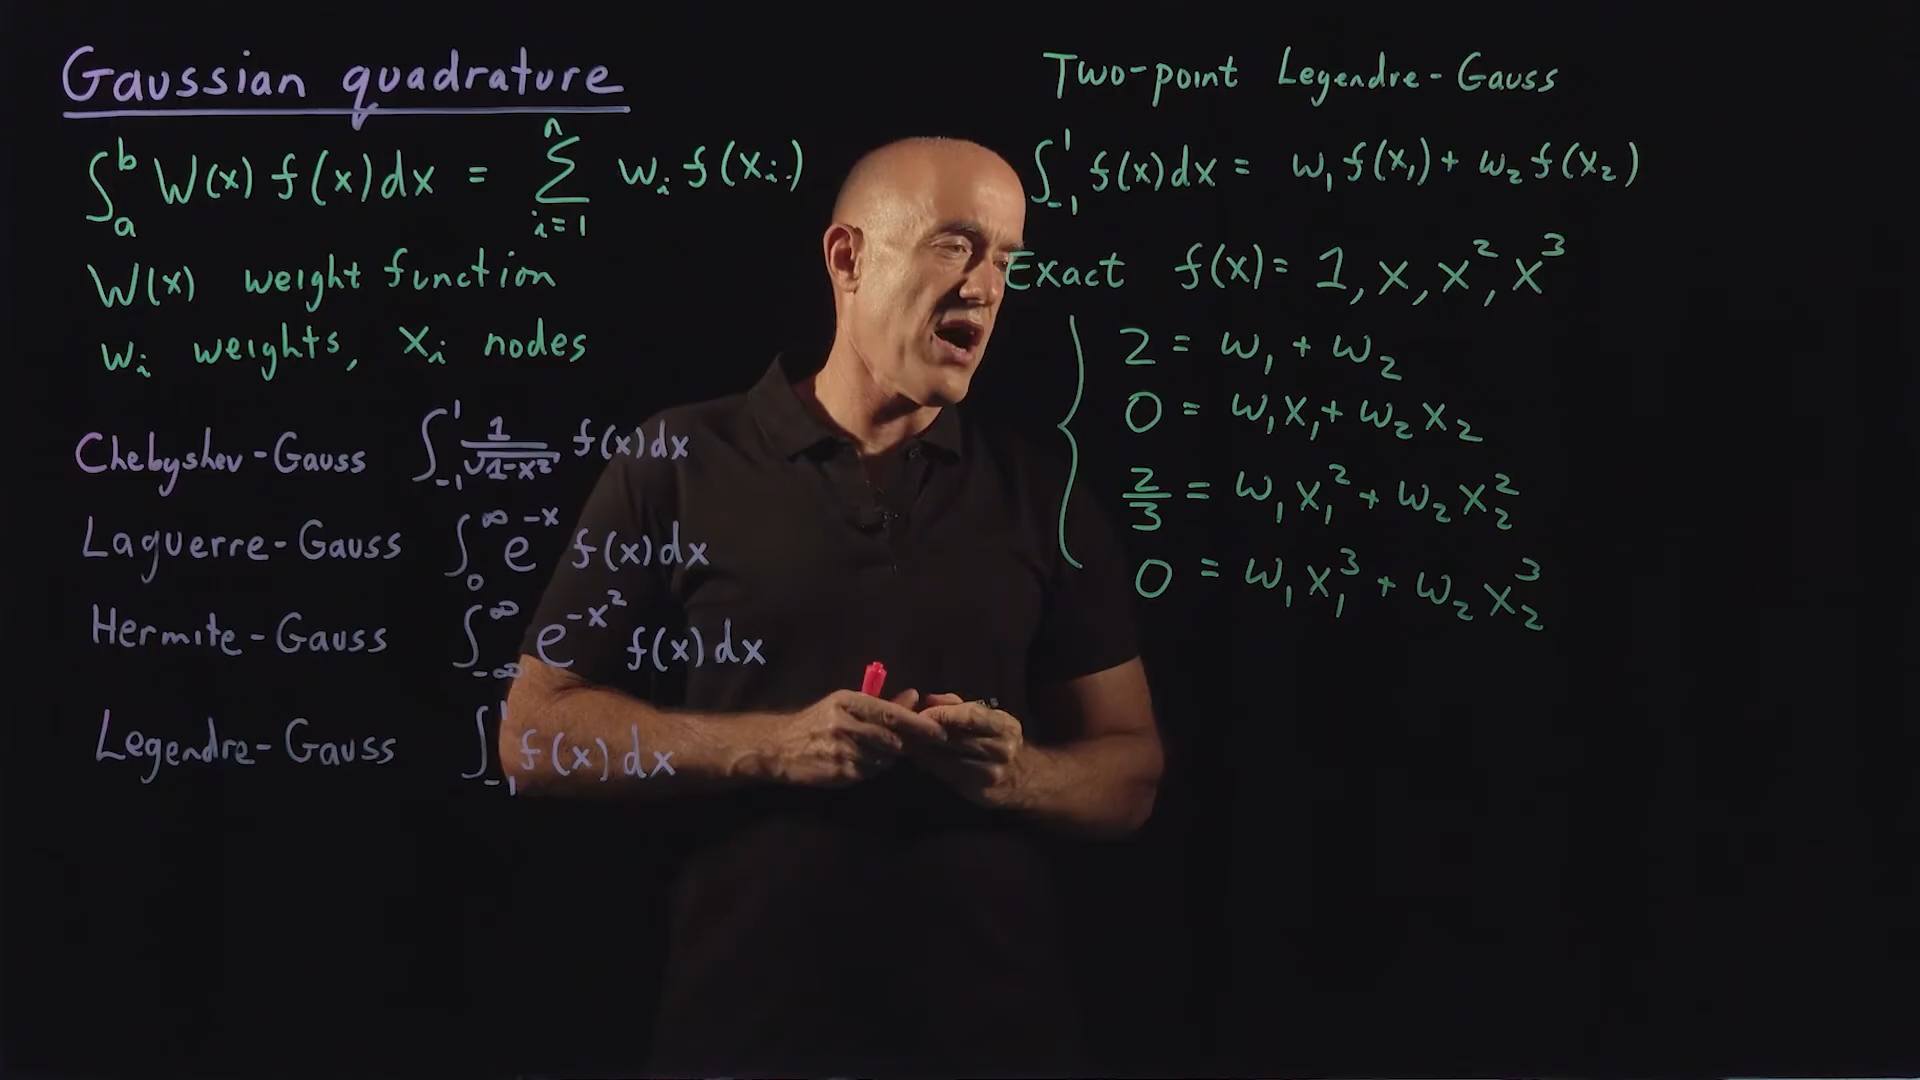 Gaussian quadrature
∫_a^b W(x) f(x) dx = ∑_{i=1}^n w_i f(x_i)
W(x) weight function
w_i weights, x_i nodes
Chebyshev-Gauss ∫_{-1}^1 1/√(1-x²) f(x) dx
Laguerre-Gauss ∫_0^∞ e^{-x} f(x) dx
Hermite-Gauss ∫_{-∞}^∞ e^{-x²} f(x) dx
Legendre-Gauss ∫_{-1}^1 f(x) dx
Two-point Legendre-Gauss
∫_{-1}^1 f(x) dx = w_1 f(x_1) + w_2 f(x_2)
Exact f(x) = 1, x, x², x³
2 = w_1 + w_2
0 = w_1 x_1 + w_2 x_2
2/3 = w_1 x_1² + w_2 x_2²
0 = w_1 x_1³ + w_2 x_2³